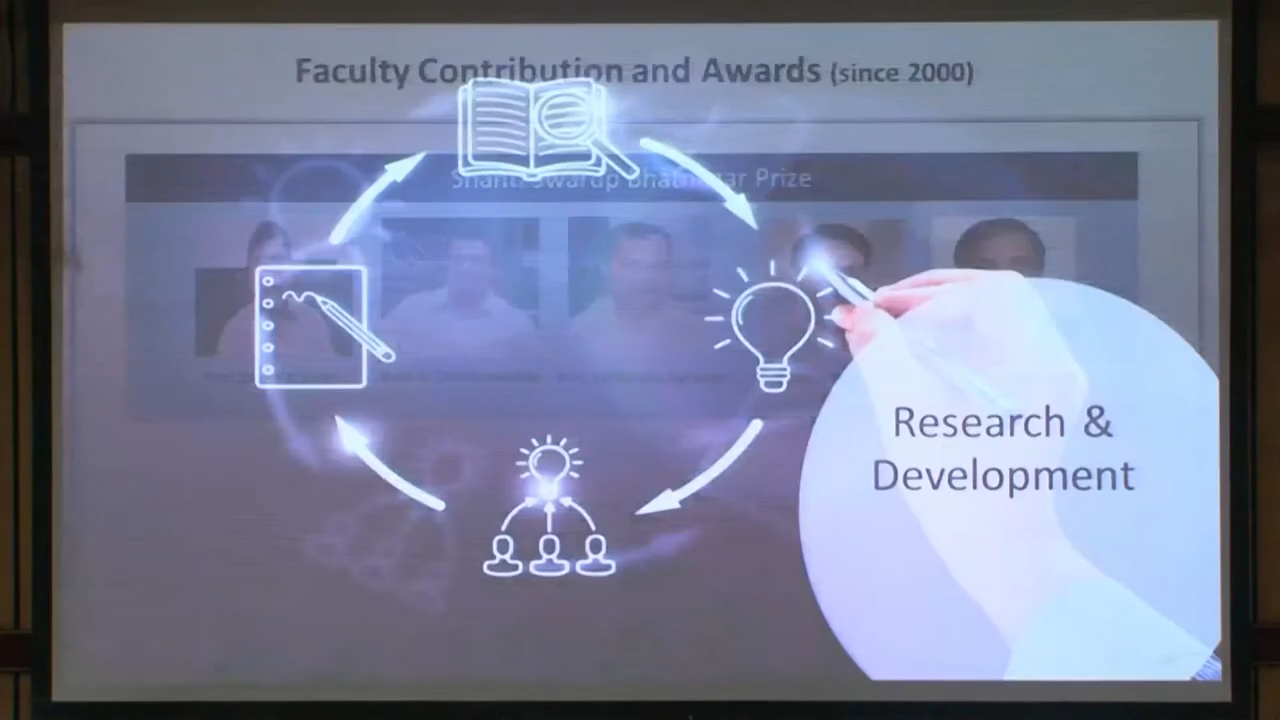 Faculty Contribution and Awards (since 2000)
Shanti Swarup Bhatnagar Prize
Research &
Development